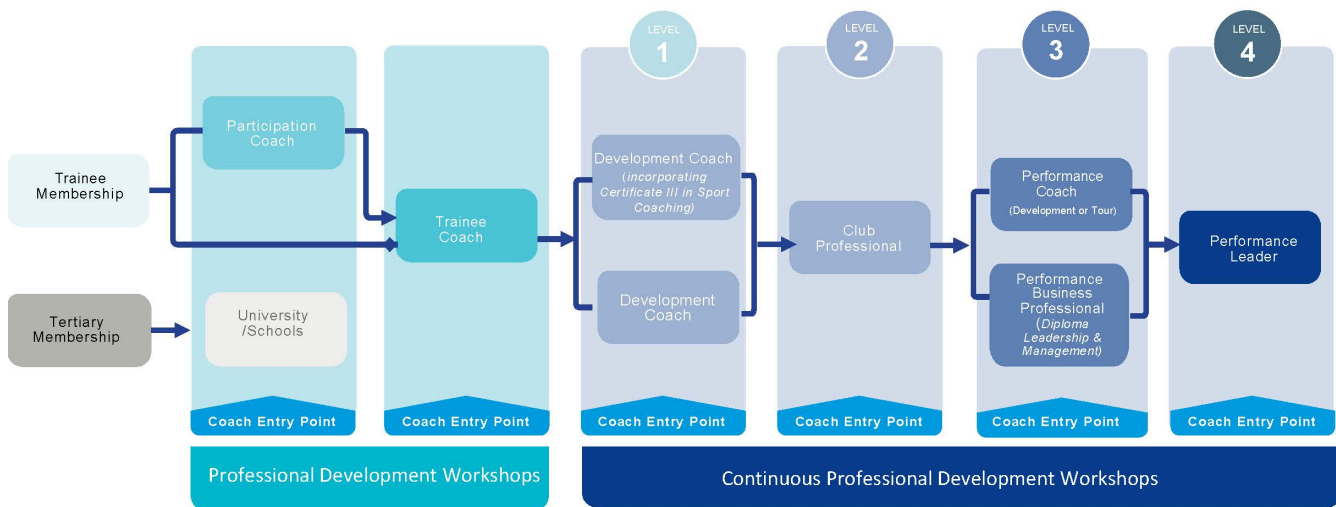 LEVEL
1
LEVEL
2
LEVEL
3
LEVEL
4
Trainee
Membership
Tertiary
Membership
Participation
Coach
University
/Schools
Trainee
Coach
Development Coach
(incorporating
Certificate III in Sport
Coaching)
Development
Coach
Club
Professional
Performance
Coach
(Development or Tour)
Performance
Business
Professional
(Diploma
Leadership &
Management)
Performance
Leader
Coach Entry Point
Coach Entry Point
Coach Entry Point
Coach Entry Point
Coach Entry Point
Coach Entry Point
Professional Development Workshops
Continuous Professional Development Workshops